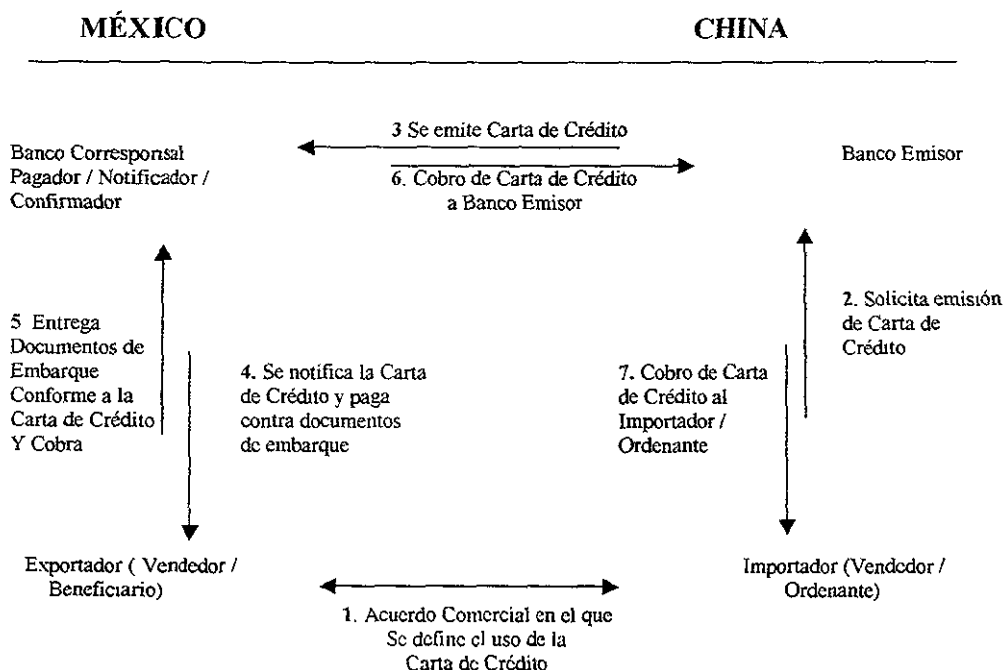 MÉXICO
CHINA
3 Se emite Carta de Crédito
Banco Corresponsal
Pagador / Notificador /
Confirmador
6. Cobro de Carta de Crédito
a Banco Emisor
Banco Emisor
2. Solicita emisión
de Carta de
Crédito
5 Entrega
Documentos de
Embarque
Conforme a la
Carta de Crédito
Y Cobra
4. Se notifica la Carta
de Crédito y paga
contra documentos
de embarque
7. Cobro de Carta
de Crédito al
Importador /
Ordenante
Exportador ( Vendedor /
Beneficiario)
Importador (Vendedor /
Ordenante)
1. Acuerdo Comercial en el que
Se define el uso de la
Carta de Crédito